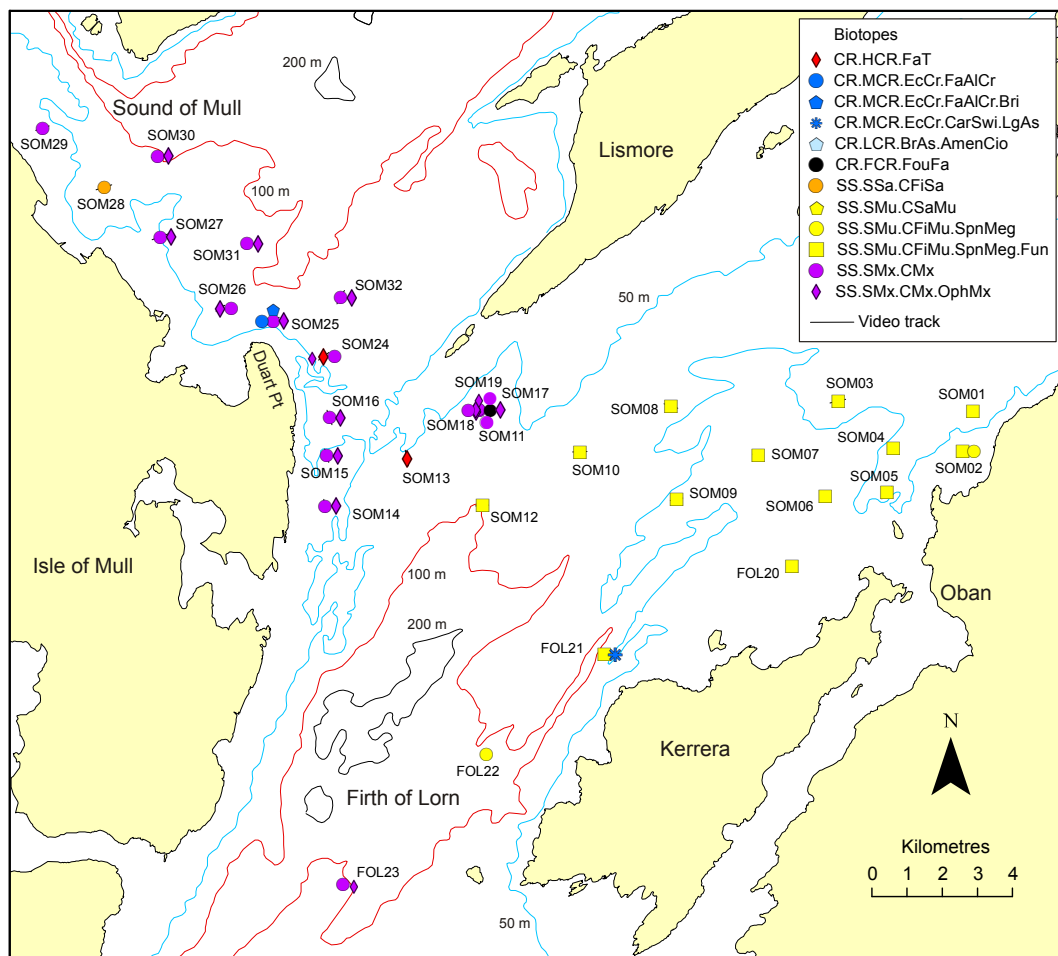 200 m
Sound of Mull
SOM29
SOM30
Lismore
100 m
SOM28
SOM27
SOM31
SOM26
SOM32
50 m
SOM25
SOM24
Duart Pt
SOM19
SOM17
SOM16
SOM18
SOM11
SOM08
SOM03
SOM01
SOM04
SOM10
SOM07
SOM02
SOM15
SOM13
SOM05
SOM09
SOM06
SOM14
SOM12
Isle of Mull
100 m
FOL20
Oban
200 m
FOL21
N
Kerrera
FOL22
Firth of Lorn
Kilometres
0 1 2 3 4
FOL23
50 m
Biotopes
CR.HCR.FaT
CR.MCR.EcCr.FaAlCr
CR.MCR.EcCr.FaAlCr.Bri
CR.MCR.EcCr.CarSwi.LgAs
CR.LCR.BrAs.AmenCio
CR.FCR.FouFa
SS.SSa.CFiSa
SS.SMu.CSaMu
SS.SMu.CFiMu.SpnMeg
SS.SMu.CFiMu.SpnMeg.Fun
SS.SMx.CMx
SS.SMx.CMx.OphMx
Video track